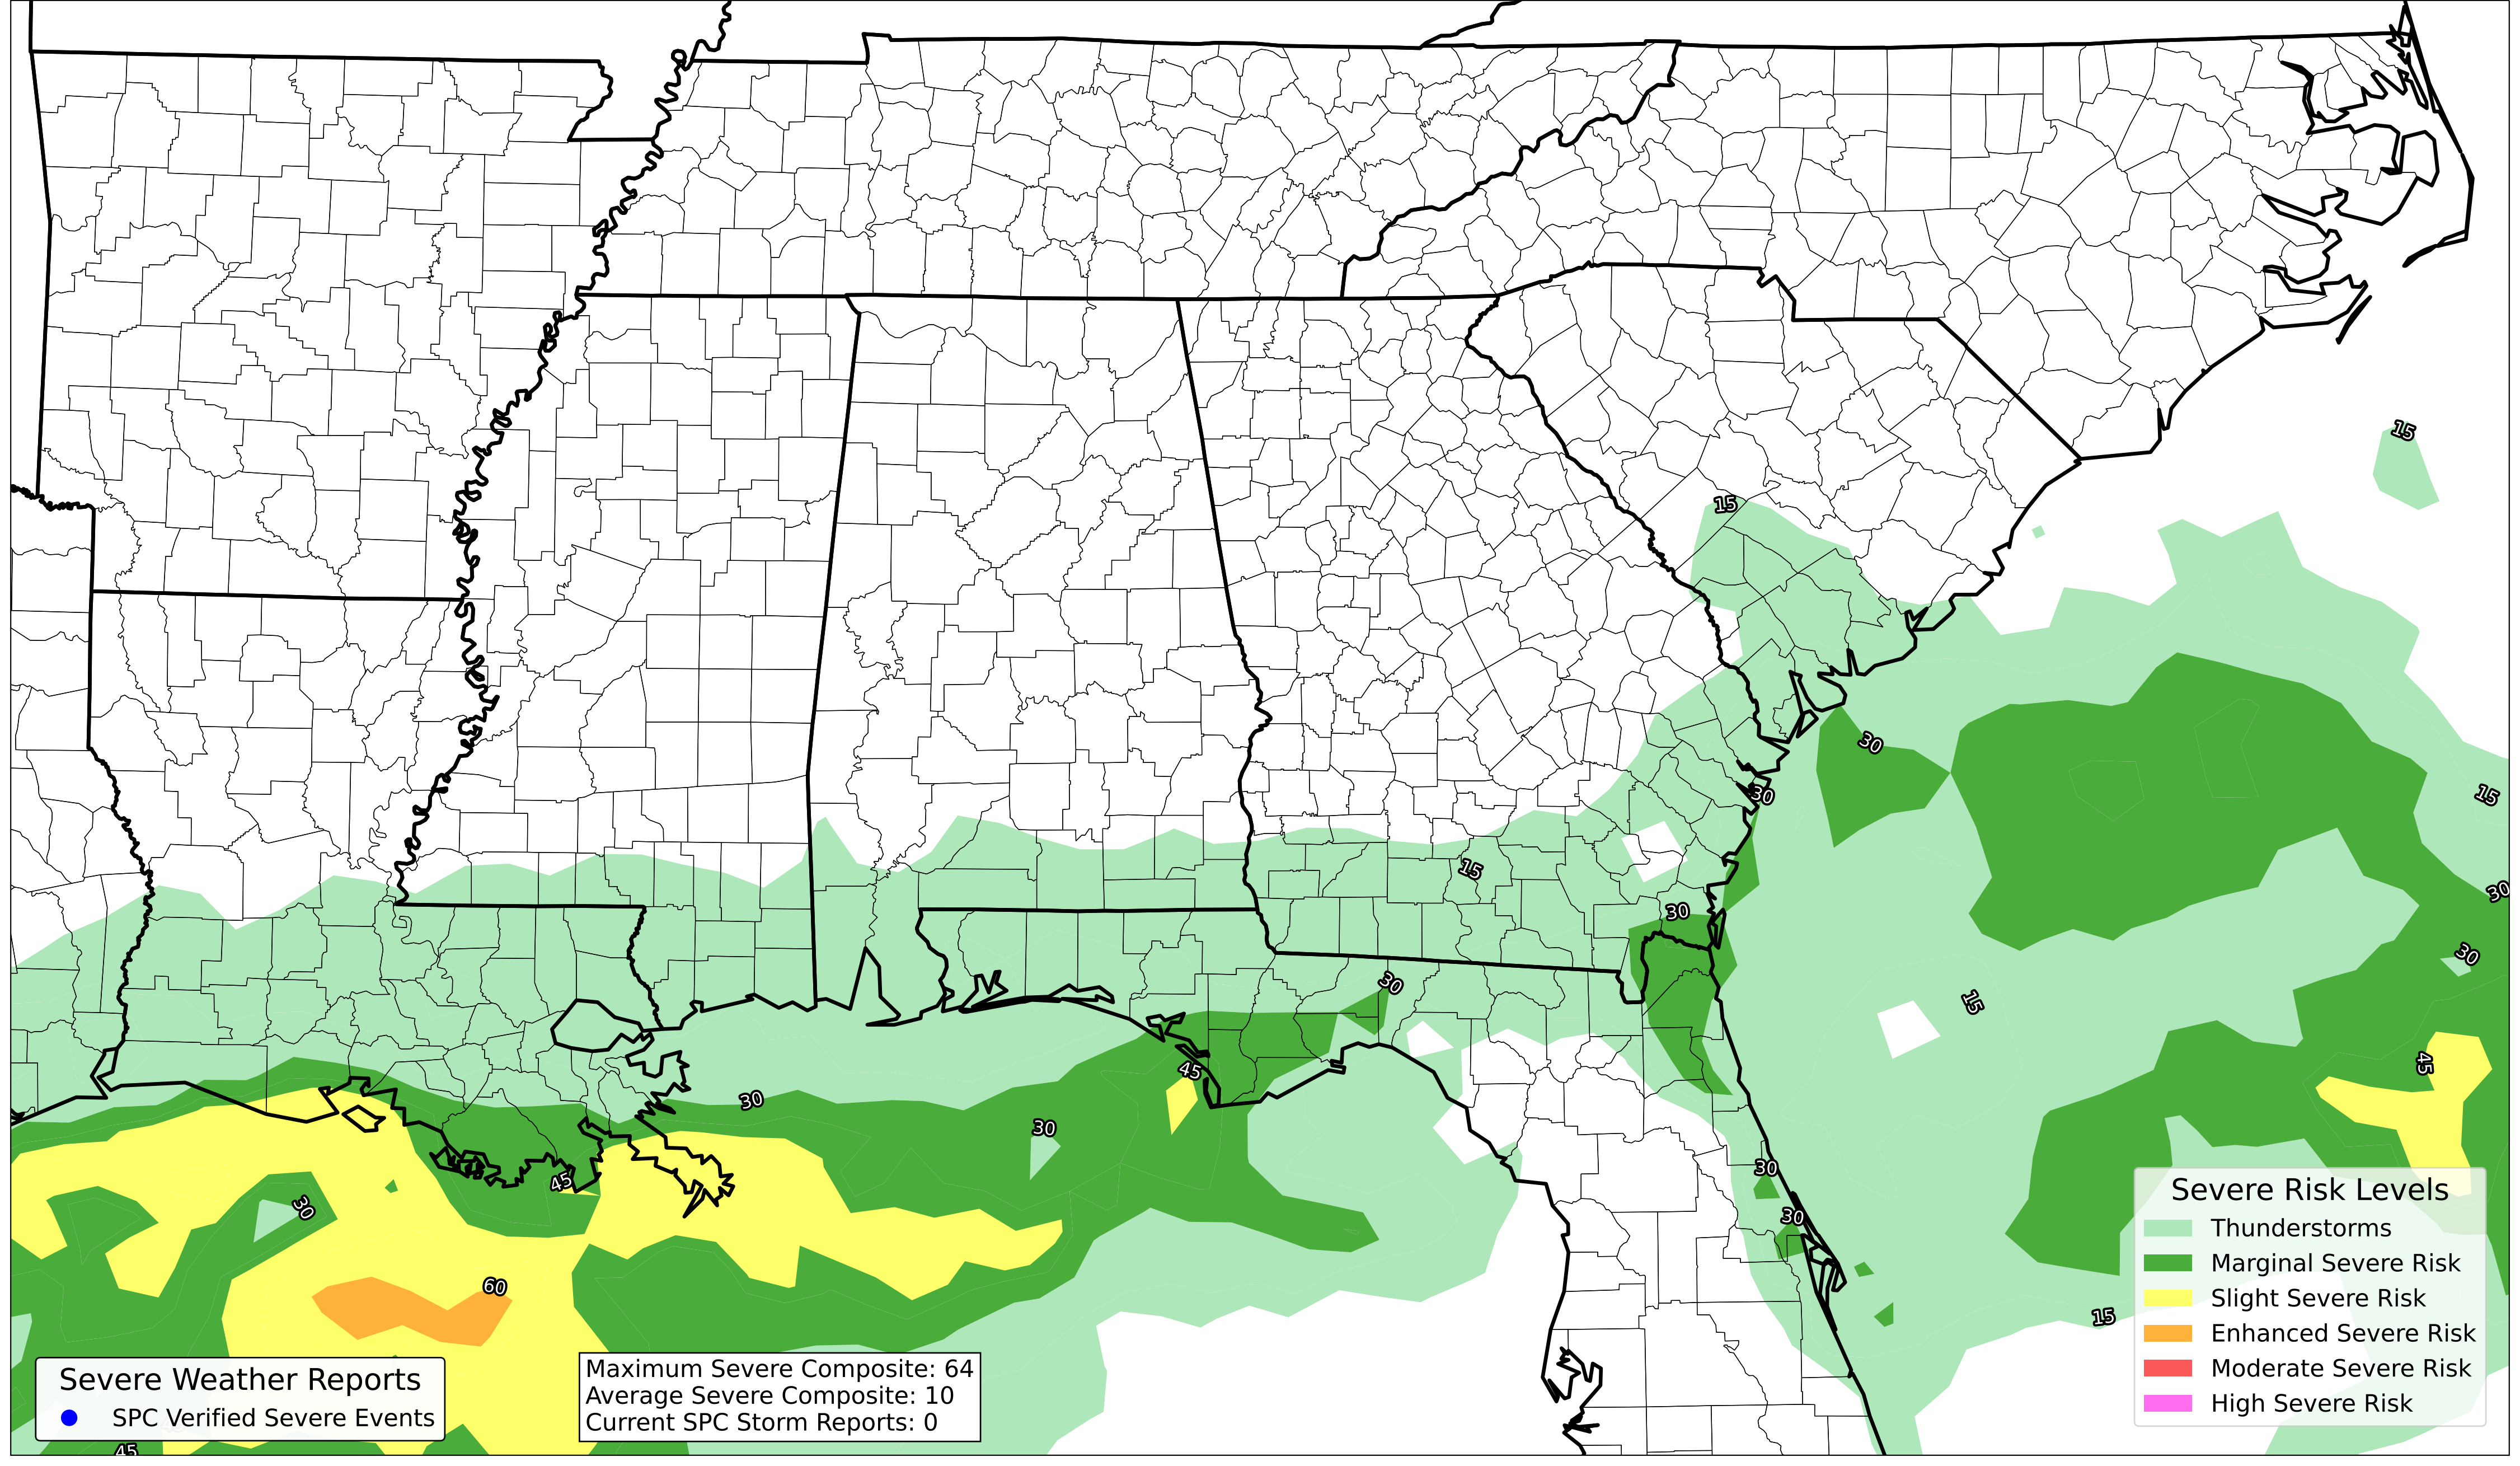 15
15
30
30
15
15
30
30
30
30
15
45
45
30
30
30
45
30
30
60
15
45
Severe Risk Levels
Thunderstorms
Marginal Severe Risk
Slight Severe Risk
Enhanced Severe Risk
Moderate Severe Risk
High Severe Risk
Severe Weather Reports
SPC Verified Severe Events
Maximum Severe Composite: 64
Average Severe Composite: 10
Current SPC Storm Reports: 0